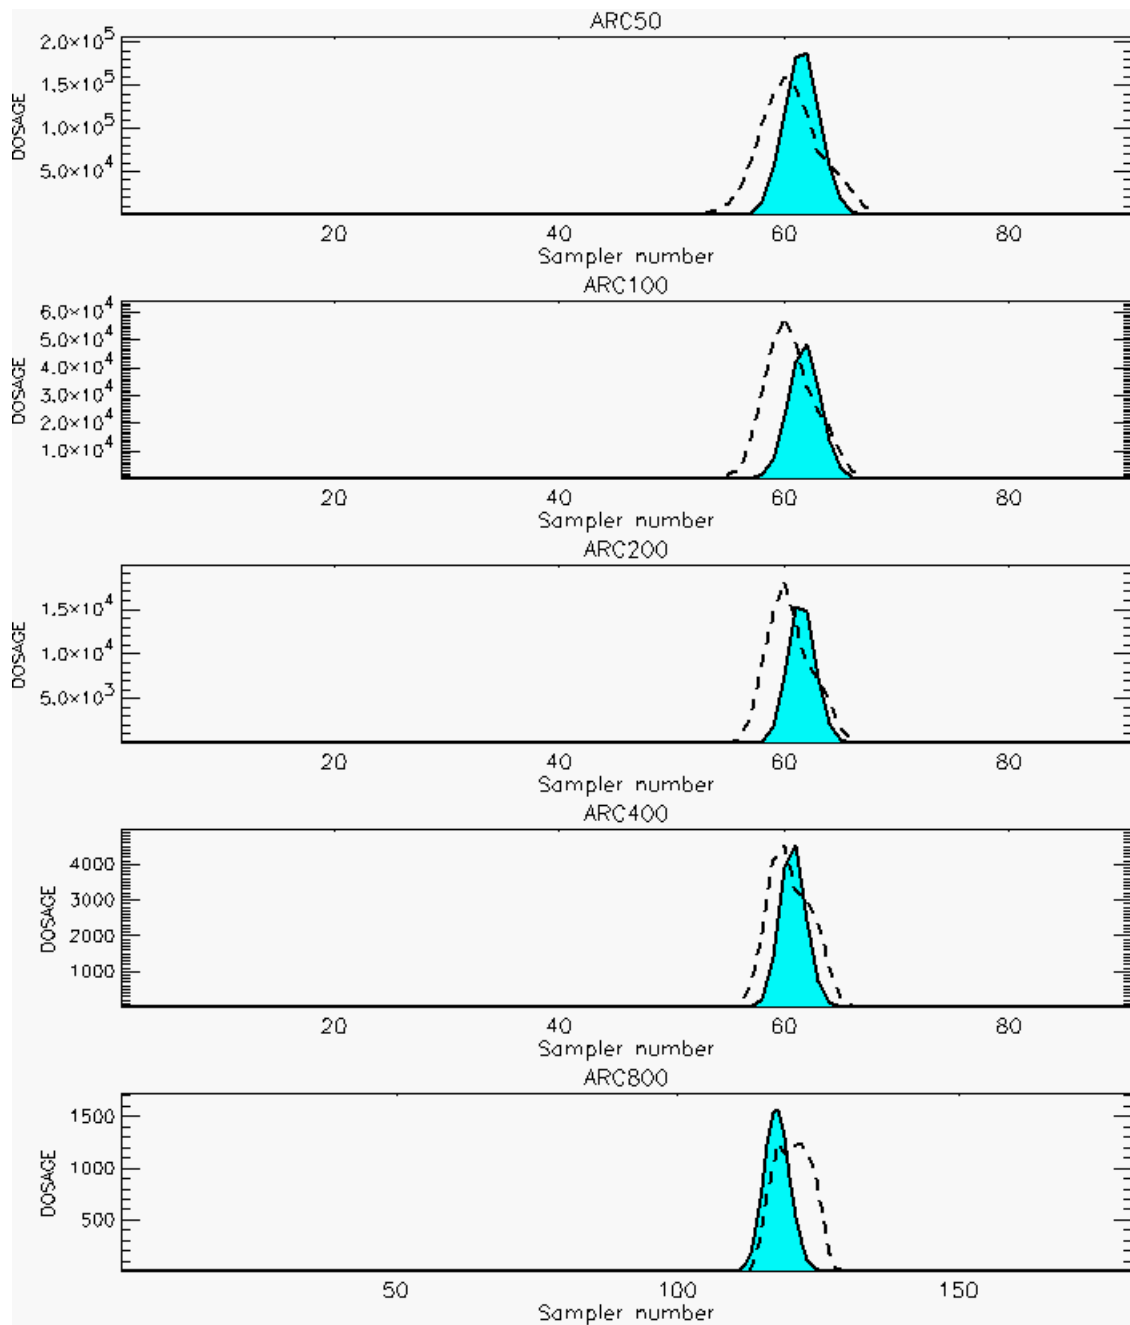 ARC50
2.0×10⁵
1.5×10⁵
1.0×10⁵
5.0×10⁴
DOSAGE
20 40 60 80
Sampler number
ARC100
6.0×10⁴
5.0×10⁴
4.0×10⁴
3.0×10⁴
2.0×10⁴
1.0×10⁴
DOSAGE
20 40 60 80
Sampler number
ARC200
1.5×10⁴
1.0×10⁴
5.0×10³
DOSAGE
20 40 60 80
Sampler number
ARC400
4000
3000
2000
1000
DOSAGE
20 40 60 80
Sampler number
ARC800
1500
1000
500
DOSAGE
50 100 150
Sampler number